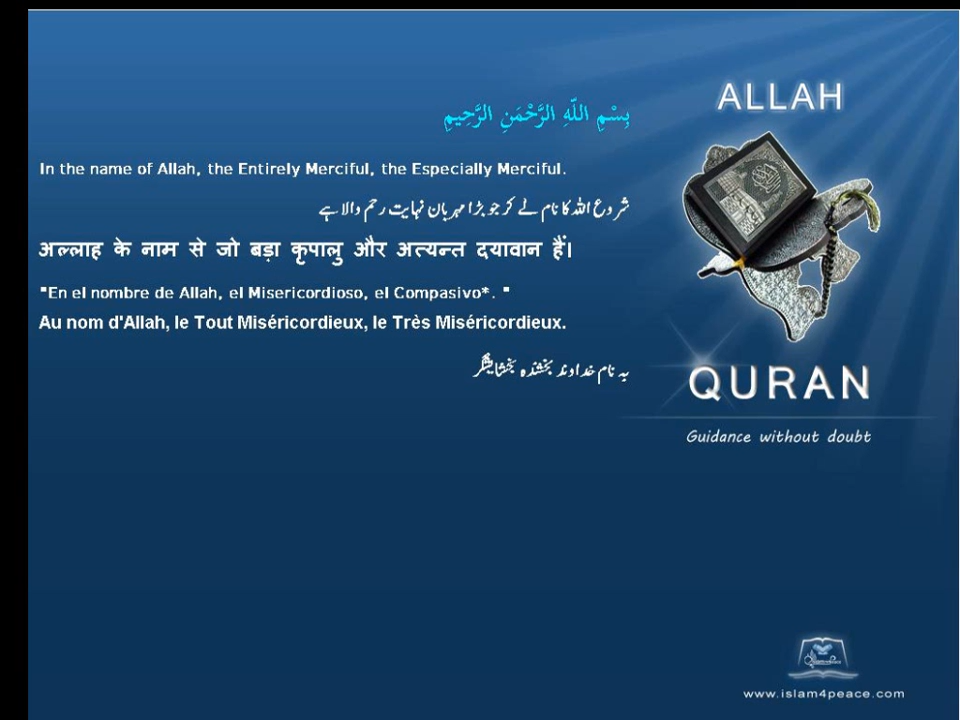 بِسْمِ اللَّهِ الرَّحْمَنِ الرَّحِيمِ
In the name of Allah, the Entirely Merciful, the Especially Merciful.
شروع الله کا نام لے کر جو بڑا مہربان نہایت رحم والا ہے
अल्लाह के नाम से जो बड़ा कृपालु और अत्यन्त दयावान हैं।
"En el nombre de Allah, el Misericordioso, el Compasivo*. "
Au nom d'Allah, le Tout Miséricordieux, le Très Miséricordieux.
به نام خداوند بخشنده بخشایشگر
ALLAH
QURAN
Guidance without doubt
www.islam4peace.com